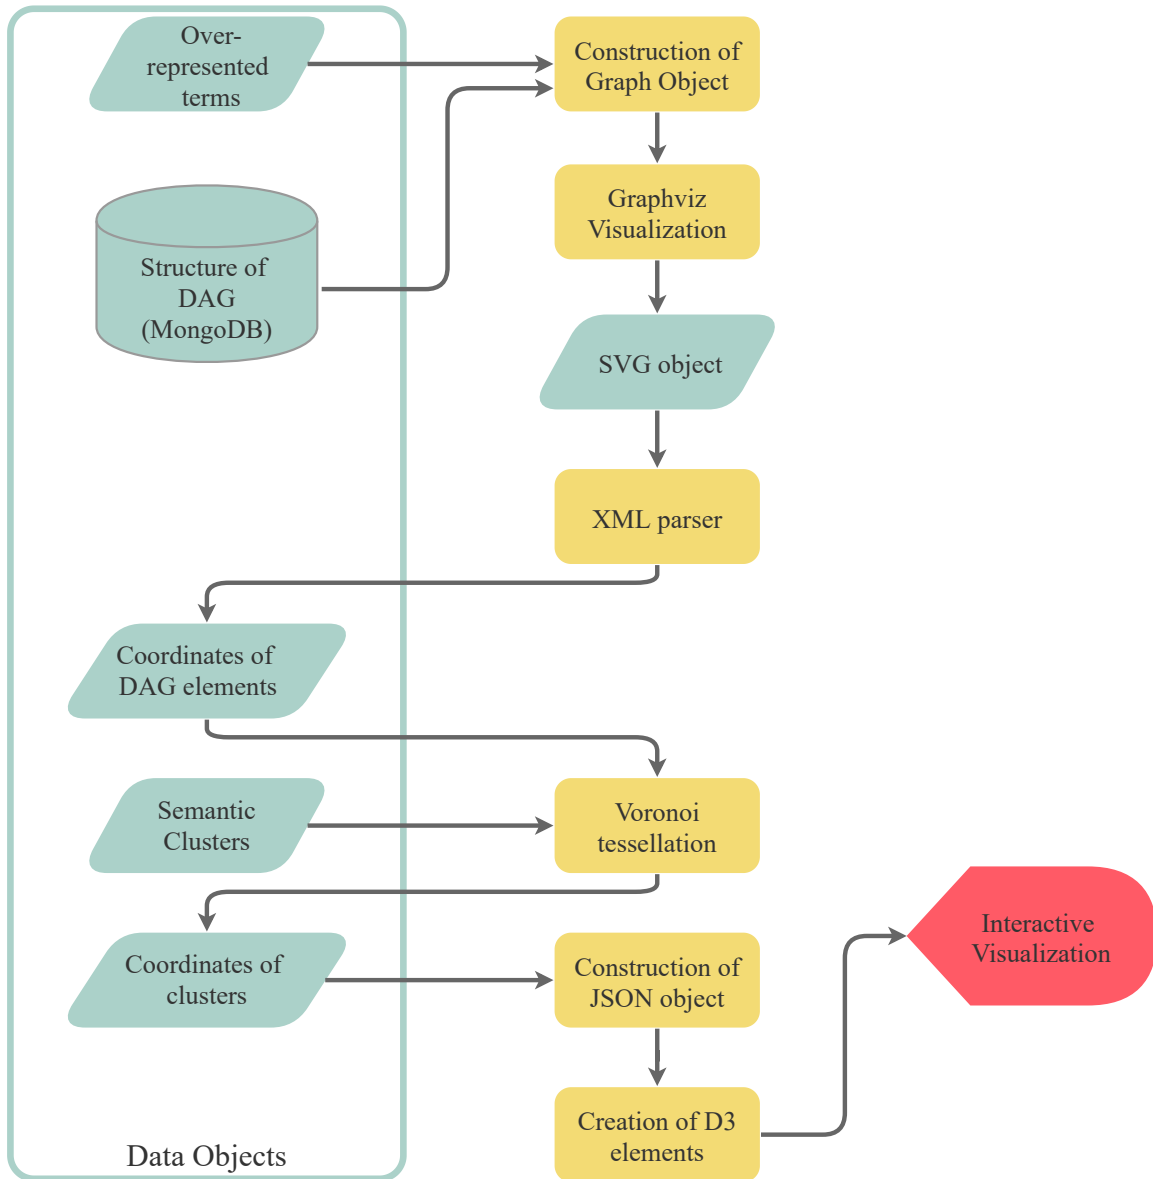 Over-
represented
terms
Construction of
Graph Object
Graphviz
Visualization
Structure of
DAG
(MongoDB)
SVG object
XML parser
Coordinates of
DAG elements
Semantic
Clusters
Voronoi
tessellation
Coordinates of
clusters
Construction of
JSON object
Interactive
Visualization
Creation of D3
elements
Data Objects